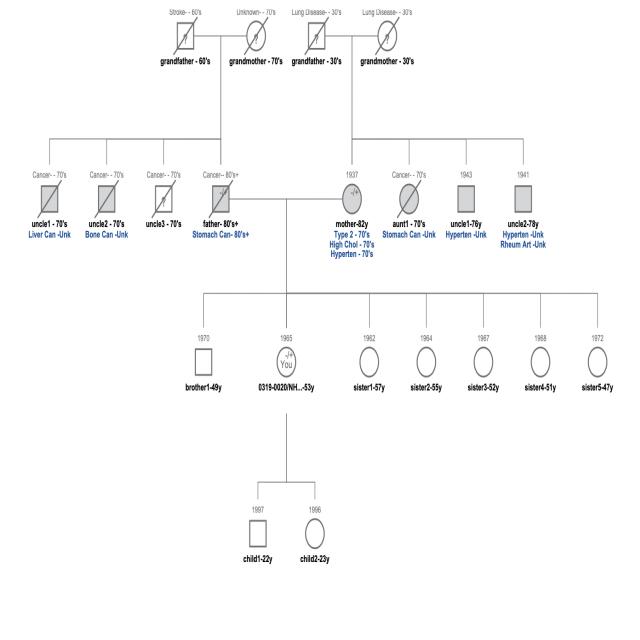 Stroke- - 60's
Unknown- - 70's
Lung Disease- - 30's
Lung Disease- - 30's
?
?
?
?
grandfather - 60's
grandmother - 70's
grandfather - 30's
grandmother - 30's
Cancer- - 70's
Cancer- - 70's
Cancer- - 70's
Cancer-- 80's+
1937
Cancer- - 70's
1943
1941
?
-/+
-/+
uncle1 - 70's
uncle2 - 70's
uncle3 - 70's
father- 80's+
mother-82y
aunt1 - 70's
uncle1-76y
uncle2-78y
Liver Can -Unk
Bone Can -Unk
Stomach Can- 80's+
Type 2 - 70's
Stomach Can -Unk
Hyperten -Unk
Hyperten -Unk
High Chol - 70's
Rheum Art -Unk
Hyperten - 70's
1970
1965
1962
1964
1967
1968
1972
-/+
You
brother1-49y
0319-0020/NH...-53y
sister1-57y
sister2-55y
sister3-52y
sister4-51y
sister5-47y
1997
1996
child1-22y
child2-23y